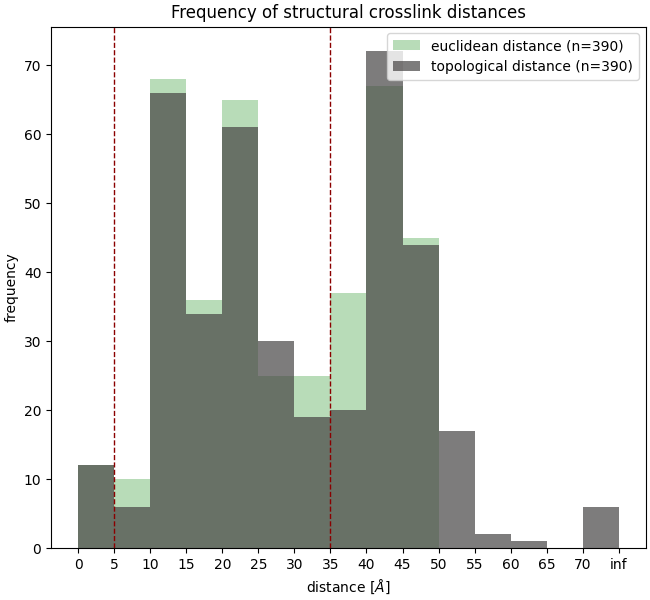 Frequency of structural crosslink distances
euclidean distance (n=390)
topological distance (n=390)
frequency
70
60
50
40
30
20
10
0
0 5 10 15 20 25 30 35 40 45 50 55 60 65 70 inf
distance [Å]